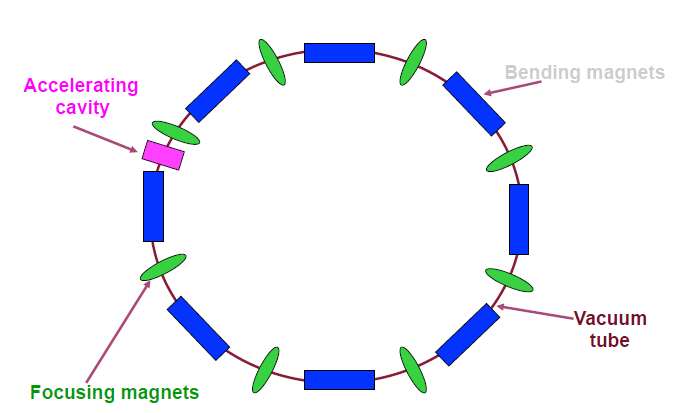 Bending magnets
Accelerating
cavity
Vacuum
tube
Focusing magnets